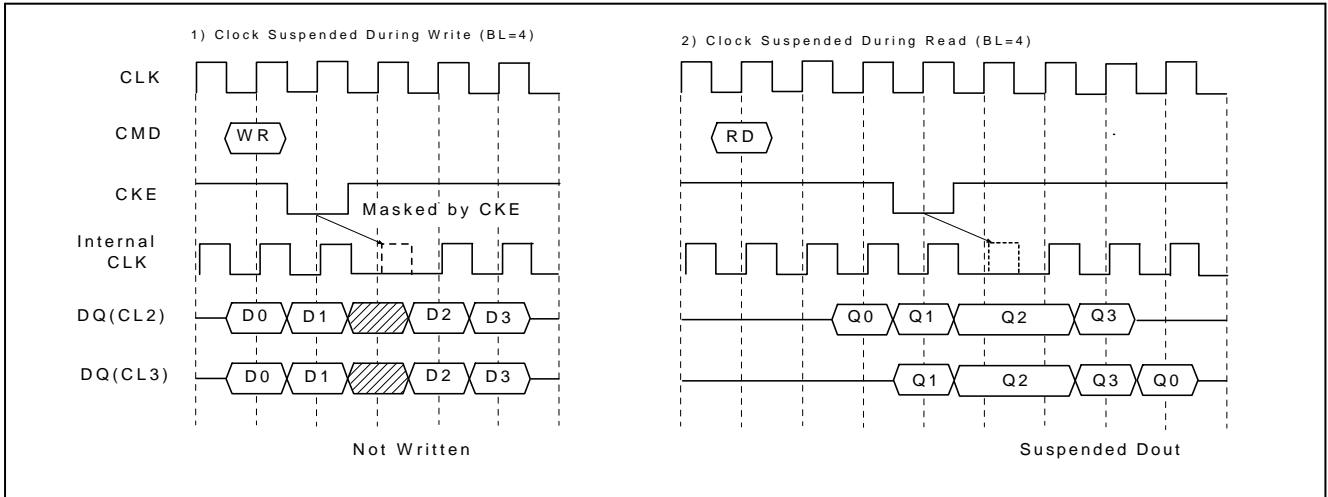 1) Clock Suspended During Write (BL=4)
2) Clock Suspended During Read (BL=4)
CLK
CMD
WR
RD
CKE
Masked by CKE
Internal
CLK
DQ(CL2)
D0 D1 D2 D3
Q0 Q1 Q2 Q3
DQ(CL3)
D0 D1 D2 D3
Q1 Q2 Q3 Q0
Not Written
Suspended Dout